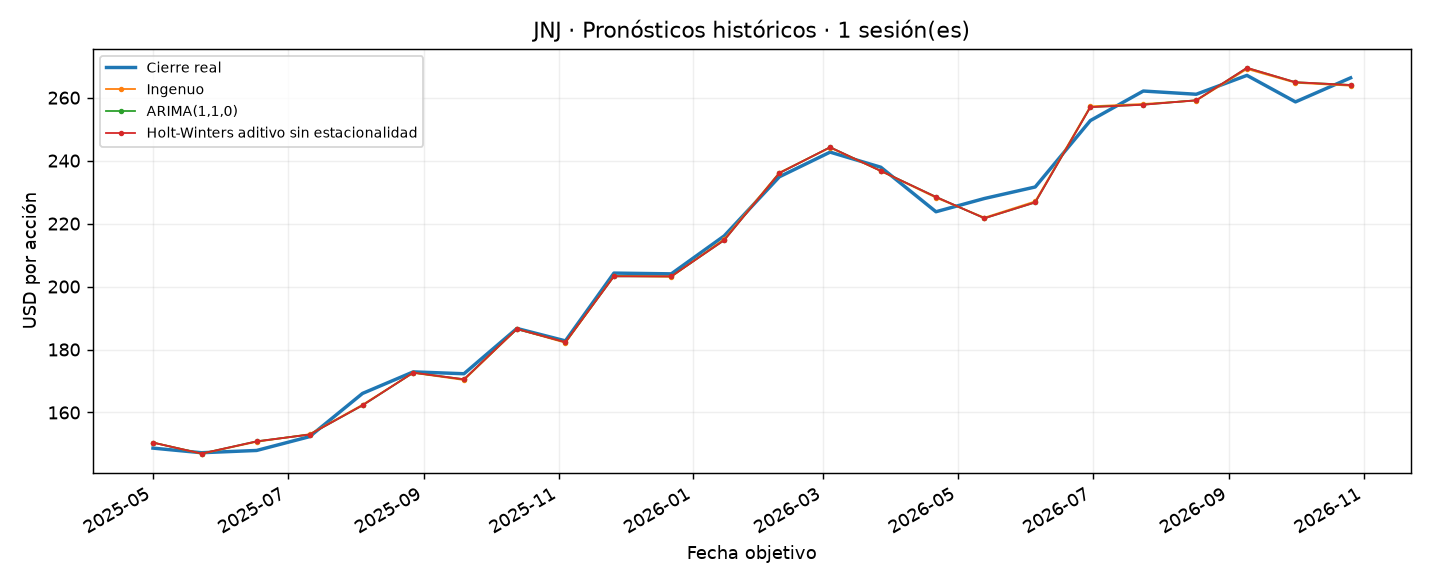 JNJ · Pronósticos históricos · 1 sesión(es)
Cierre real
Ingenuo
ARIMA(1,1,0)
Holt-Winters aditivo sin estacionalidad
USD por acción
260
240
220
200
180
160
2025-05
2025-07
2025-09
2025-11
2026-01
2026-03
2026-05
2026-07
2026-09
2026-11
Fecha objetivo